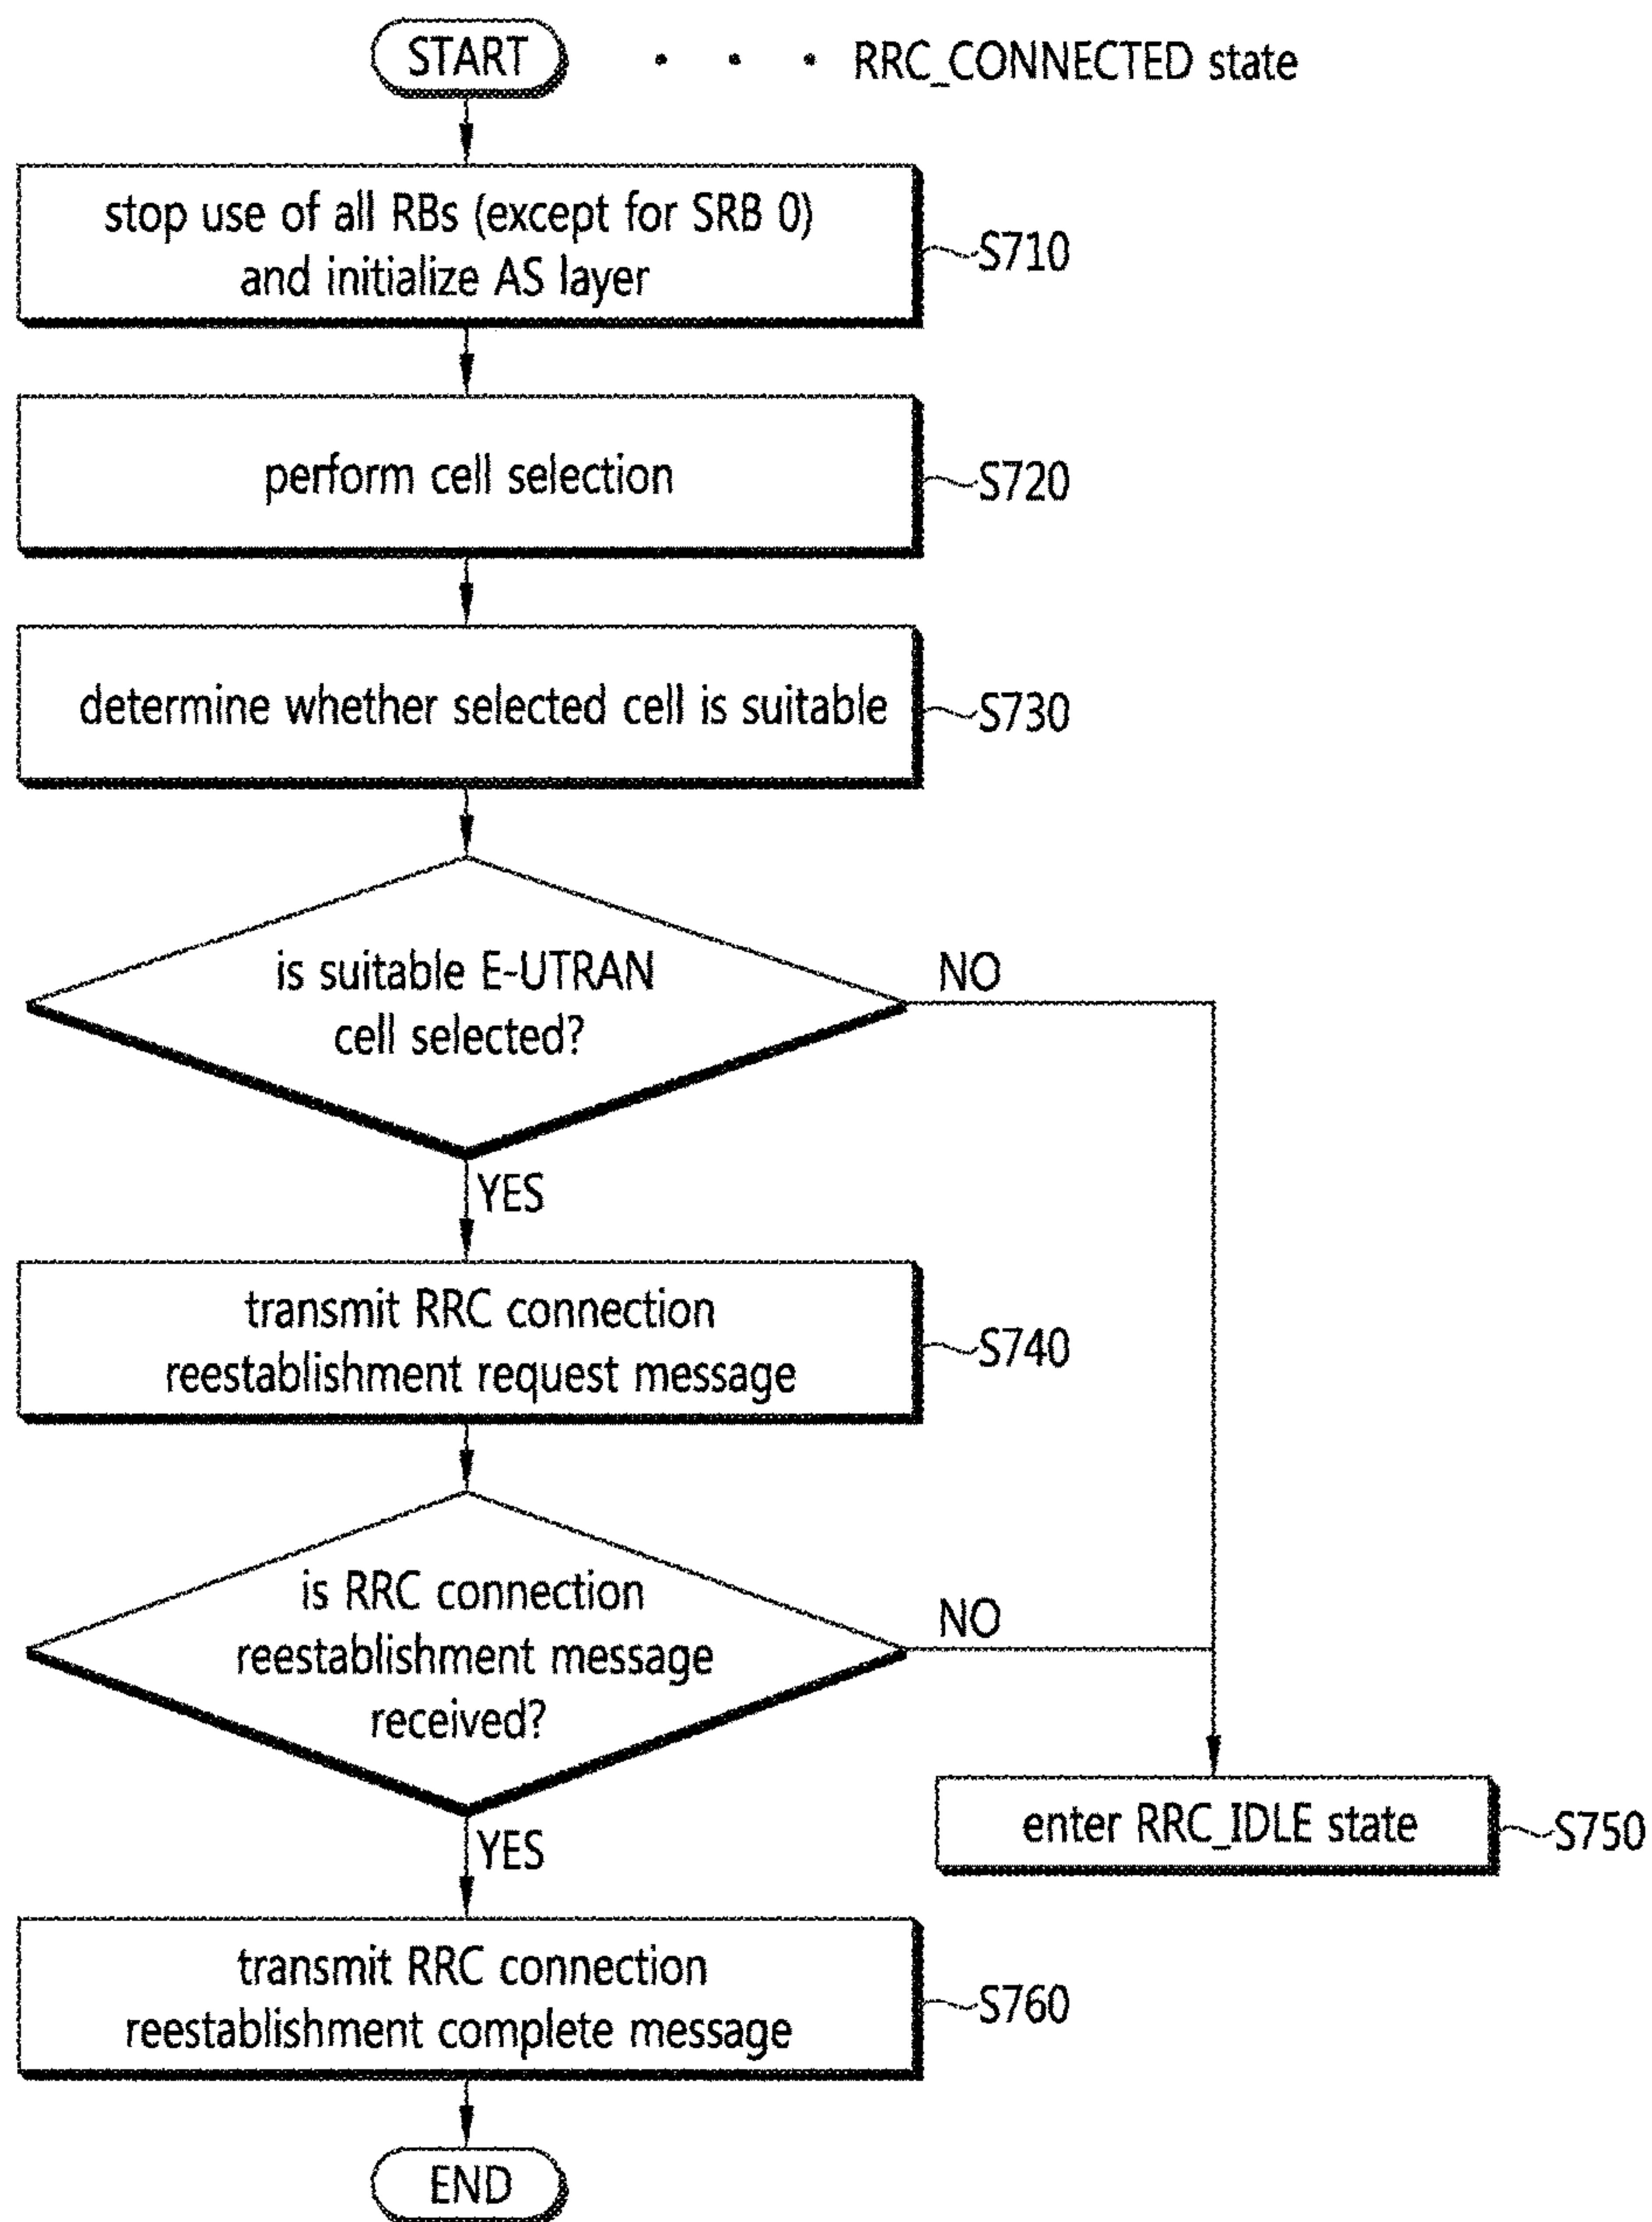 START
. . . RRC_CONNECTED state
stop use of all RBs (except for SRB 0)
and initialize AS layer
S710
perform cell selection
S720
determine whether selected cell is suitable
S730
is suitable E-UTRAN
cell selected?
NO
YES
transmit RRC connection
reestablishment request message
S740
is RRC connection
reestablishment message
received?
NO
YES
enter RRC_IDLE state
S750
transmit RRC connection
reestablishment complete message
S760
END